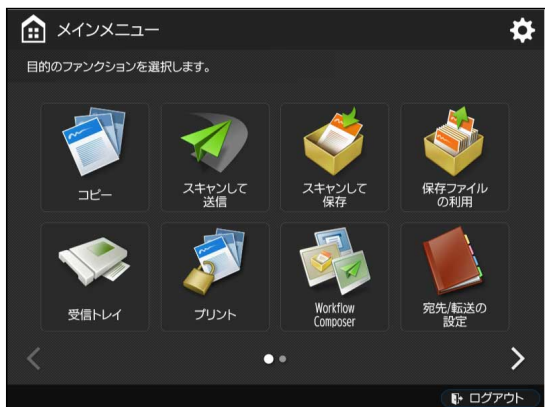 メインメニュー
目的のファンクションを選択します。
コピー
スキャンして
送信
スキャンして
保存
保存ファイル
の利用
受信トレイ
プリント
Workflow
Composer
宛先/転送の
設定
ログアウト